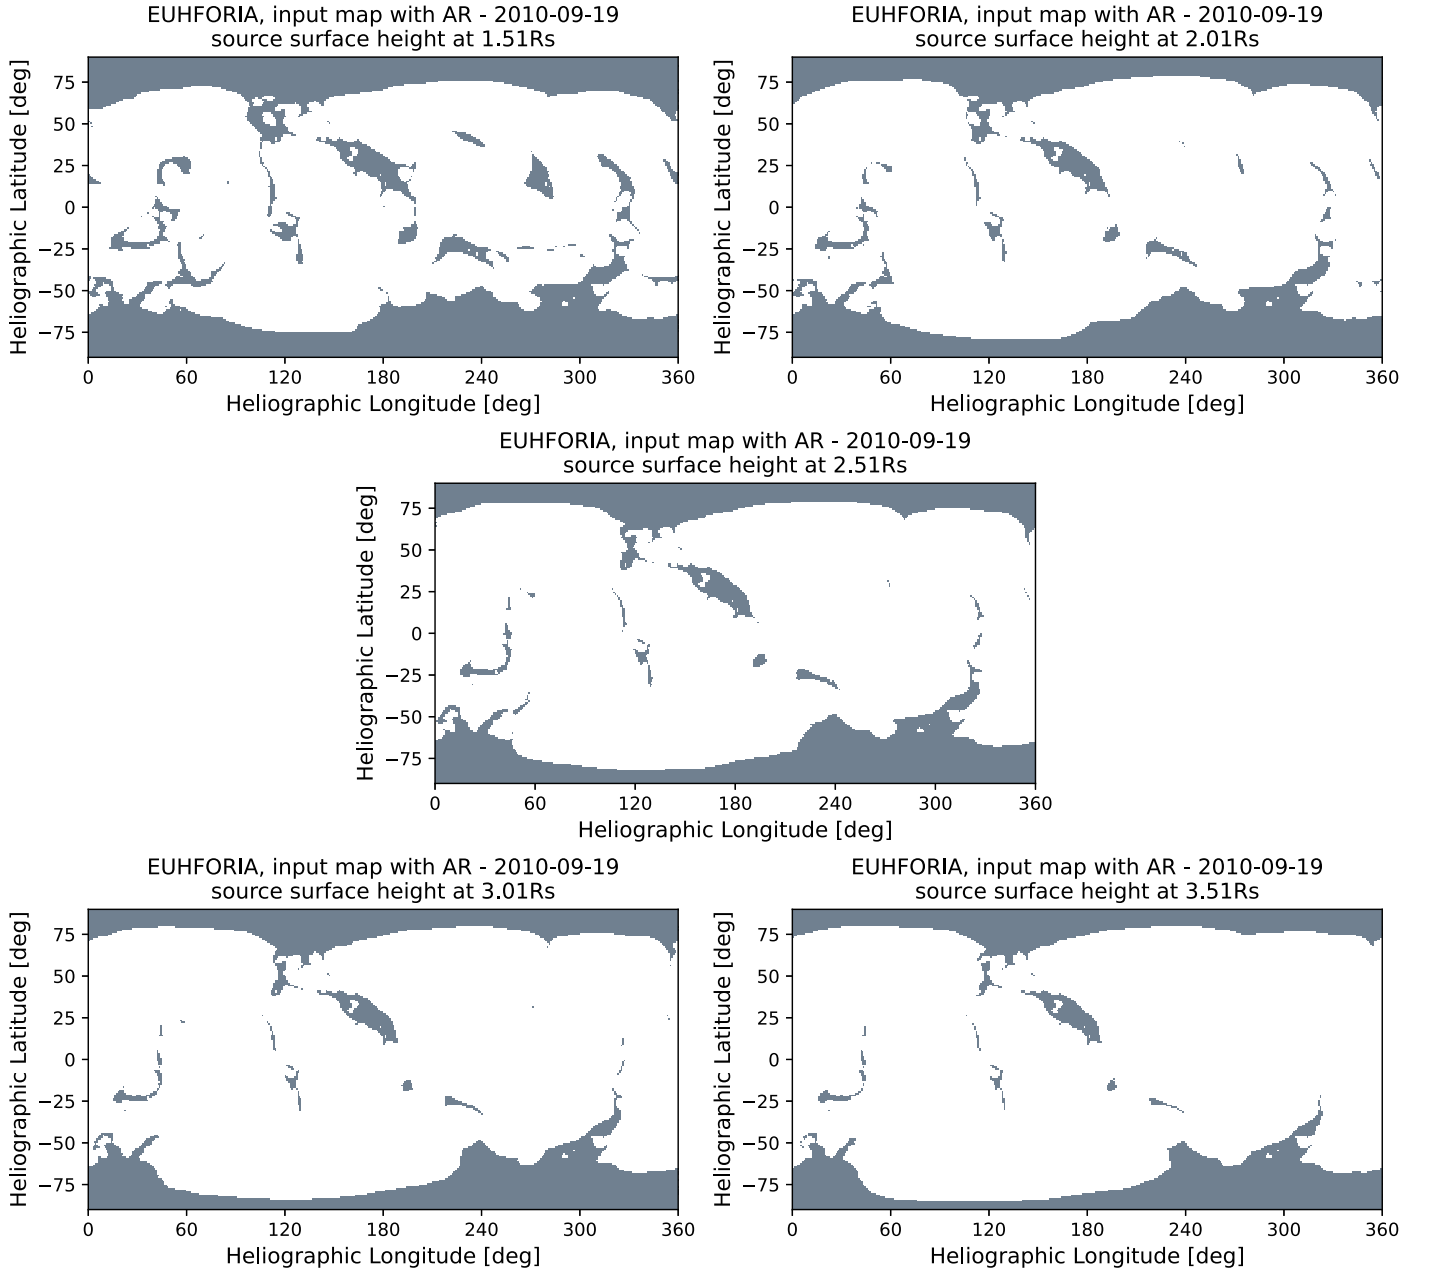 EUHFORIA, input map with AR - 2010-09-19
source surface height at 1.51Rs
Heliographic Latitude [deg]
75
50
25
0
−25
−50
−75
0 60 120 180 240 300 360
Heliographic Longitude [deg]
EUHFORIA, input map with AR - 2010-09-19
source surface height at 2.01Rs
Heliographic Latitude [deg]
75
50
25
0
−25
−50
−75
0 60 120 180 240 300 360
Heliographic Longitude [deg]
EUHFORIA, input map with AR - 2010-09-19
source surface height at 2.51Rs
Heliographic Latitude [deg]
75
50
25
0
−25
−50
−75
0 60 120 180 240 300 360
Heliographic Longitude [deg]
EUHFORIA, input map with AR - 2010-09-19
source surface height at 3.01Rs
Heliographic Latitude [deg]
75
50
25
0
−25
−50
−75
0 60 120 180 240 300 360
Heliographic Longitude [deg]
EUHFORIA, input map with AR - 2010-09-19
source surface height at 3.51Rs
Heliographic Latitude [deg]
75
50
25
0
−25
−50
−75
0 60 120 180 240 300 360
Heliographic Longitude [deg]